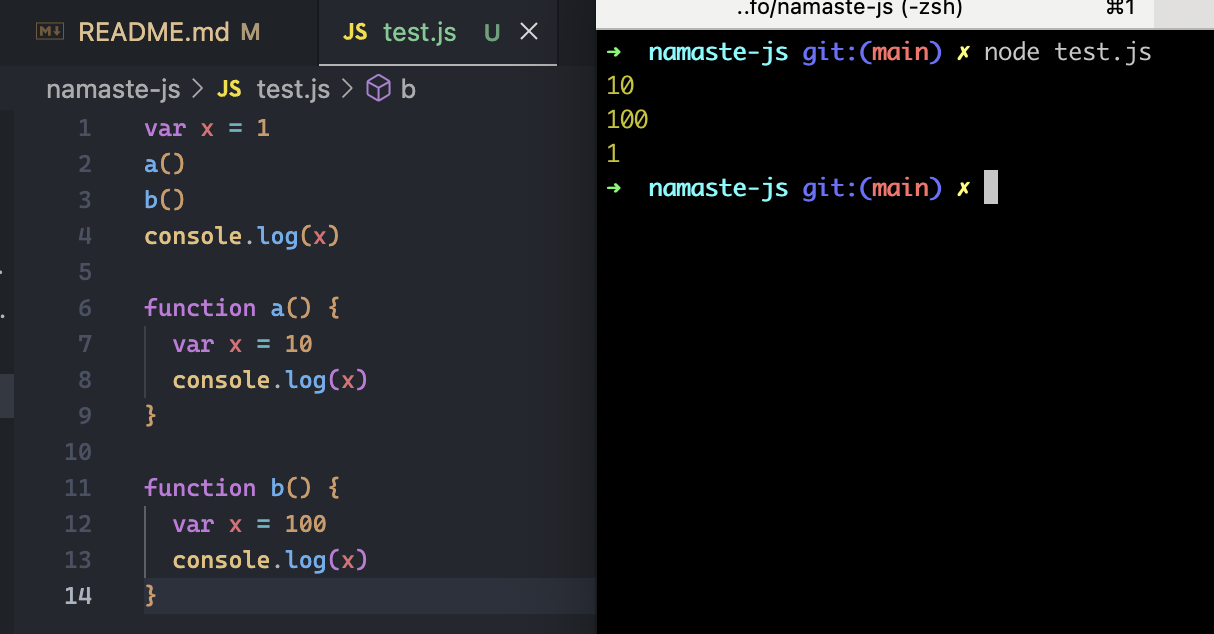 README.md M
JS test.js U
namaste-js > JS test.js > b
1 var x = 1
2 a()
3 b()
4 console.log(x)
5
6 function a() {
7 var x = 10
8 console.log(x)
9 }
10
11 function b() {
12 var x = 100
13 console.log(x)
14 }
..fo/namaste-js (-zsh) ⌘1
➜ namaste-js git:(main) ✗ node test.js
10
100
1
➜ namaste-js git:(main) ✗